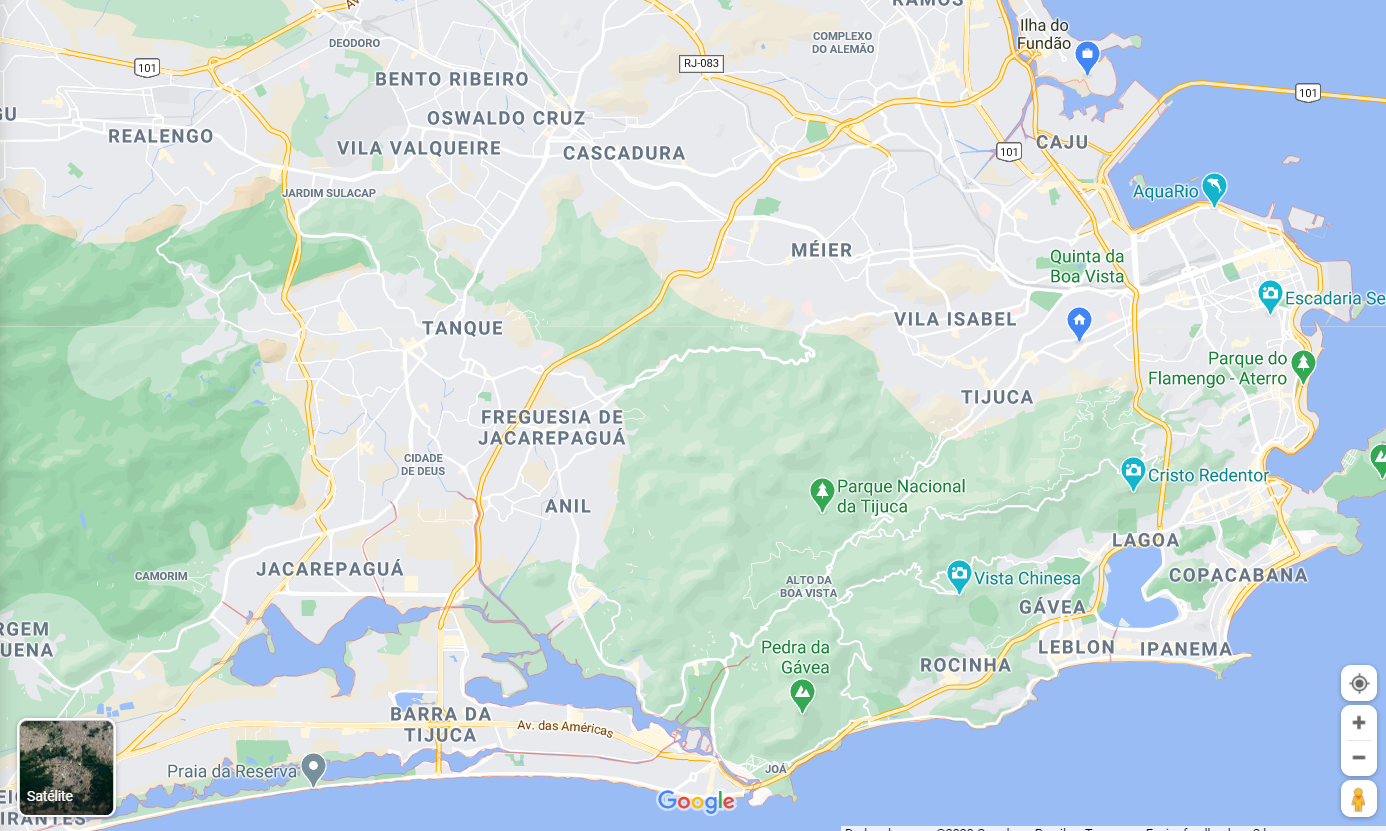 RAMOS
Ilha do
Fundão
COMPLEXO
DO ALEMÃO
DEODORO
101
RJ-083
BENTO RIBEIRO
101
OSWALDO CRUZ
REALENGO
VILA VALQUEIRE
CASCADURA
101
CAJU
JARDIM SULACAP
AquaRio
MÉIER
Quinta da
Boa Vista
Escadaria Se
TANQUE
VILA ISABEL
Parque do
Flamengo - Aterro
TIJUCA
FREGUESIA DE
JACAREPAGUÁ
CIDADE
DE DEUS
Cristo Redentor
Parque Nacional
da Tijuca
ANIL
LAGOA
JACAREPAGUÁ
CAMORIM
ALTO DA
BOA VISTA
Vista Chinesa
COPACABANA
GÁVEA
RGEM
UENA
Pedra da
Gávea
LEBLON
IPANEMA
ROCINHA
BARRA DA
TIJUCA
Av. das Américas
Praia da Reserva
JOÁ
Satélite
IRANTES
Google